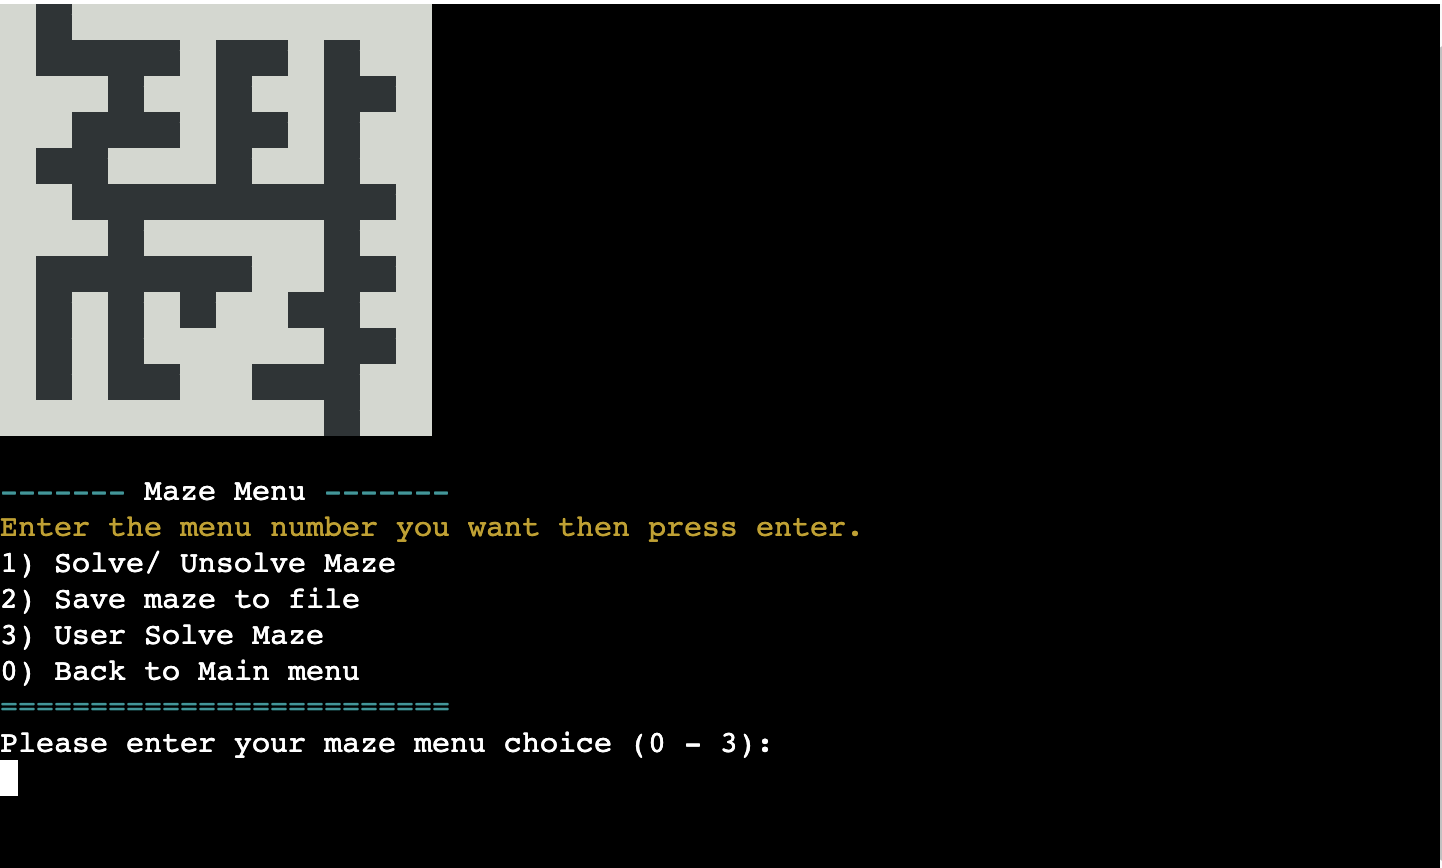 ------- Maze Menu -------
Enter the menu number you want then press enter.
1) Solve/ Unsolve Maze
2) Save maze to file
3) User Solve Maze
0) Back to Main menu
=========================
Please enter your maze menu choice (0 - 3):